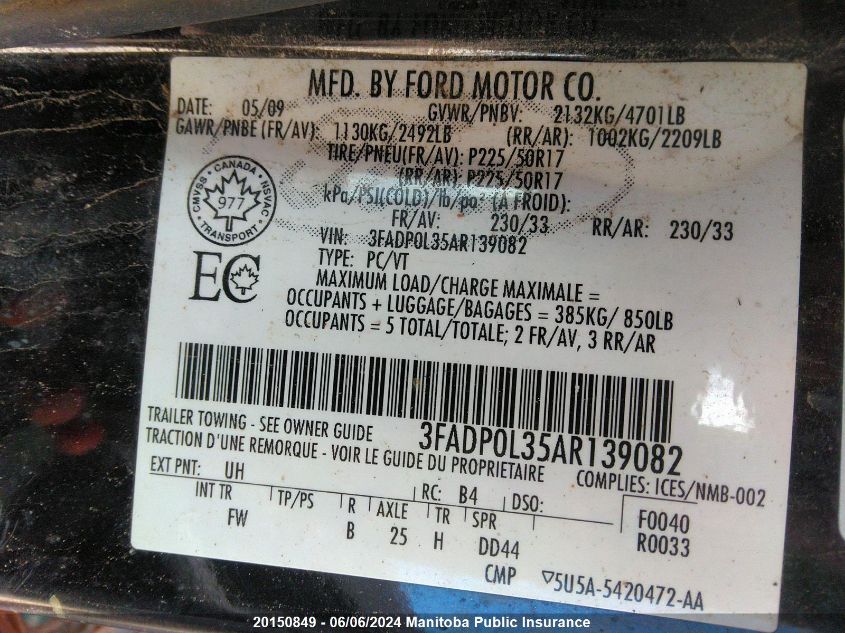 MFD. BY FORD MOTOR CO.
DATE: 05/09 GVWR/PNBV: 2132KG/4701LB
GAWR/PNBE (FR/AV): 1130KG/2492LB (RR/AR): 1002KG/2209LB
TIRE/PNEU(FR/AV): P225/50R17
(RR/AR): P225/50R17
kPa/PSI(COLD)/lb/po² (A FROID):
FR/AV: 230/33 RR/AR: 230/33
VIN: 3FADP0L35AR139082
TYPE: PC/VT
CANADA
CMVSS 977 NSVAC
TRANSPORT
EC
MAXIMUM LOAD/CHARGE MAXIMALE =
OCCUPANTS + LUGGAGE/BAGAGES = 385KG/ 850LB
OCCUPANTS = 5 TOTAL/TOTALE; 2 FR/AV, 3 RR/AR
TRAILER TOWING - SEE OWNER GUIDE 3FADP0L35AR139082
TRACTION D'UNE REMORQUE - VOIR LE GUIDE DU PROPRIETAIRE COMPLIES: ICES/NMB-002
EXT PNT: UH RC: B4 DSO:
INT TR TP/PS R AXLE TR SPR F0040
FW B 25 H DD44 R0033
CMP ▽5U5A-5420472-AA
20150849 - 06/06/2024 Manitoba Public Insurance